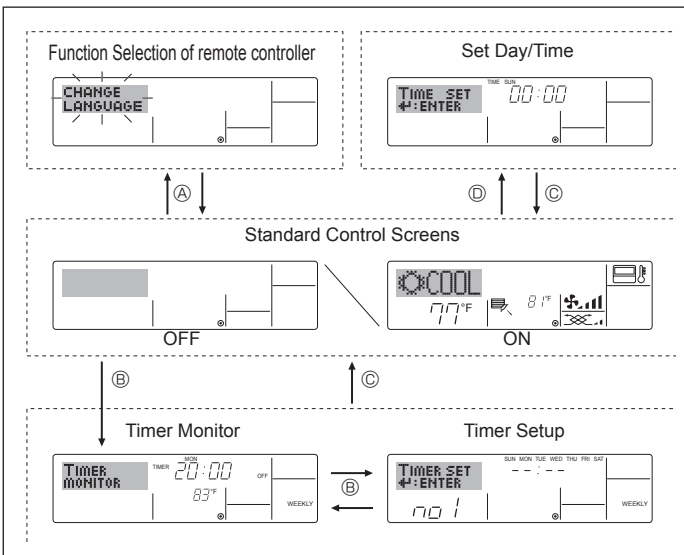 Function Selection of remote controller
CHANGE
LANGUAGE
Set Day/Time
TIME SUN
TIME SET
↵:ENTER
00:00
Ⓐ
Ⓓ
Ⓒ
Standard Control Screens
OFF
COOL
77°F
81°F
ON
Ⓑ
Ⓒ
Timer Monitor
TIMER
MONITOR
MON
TIMER
20:00
OFF
83°F
WEEKLY
Ⓑ
Timer Setup
TIMER SET
↵:ENTER
SUN MON TUE WED THU FRI SAT
--:--
no 1
WEEKLY